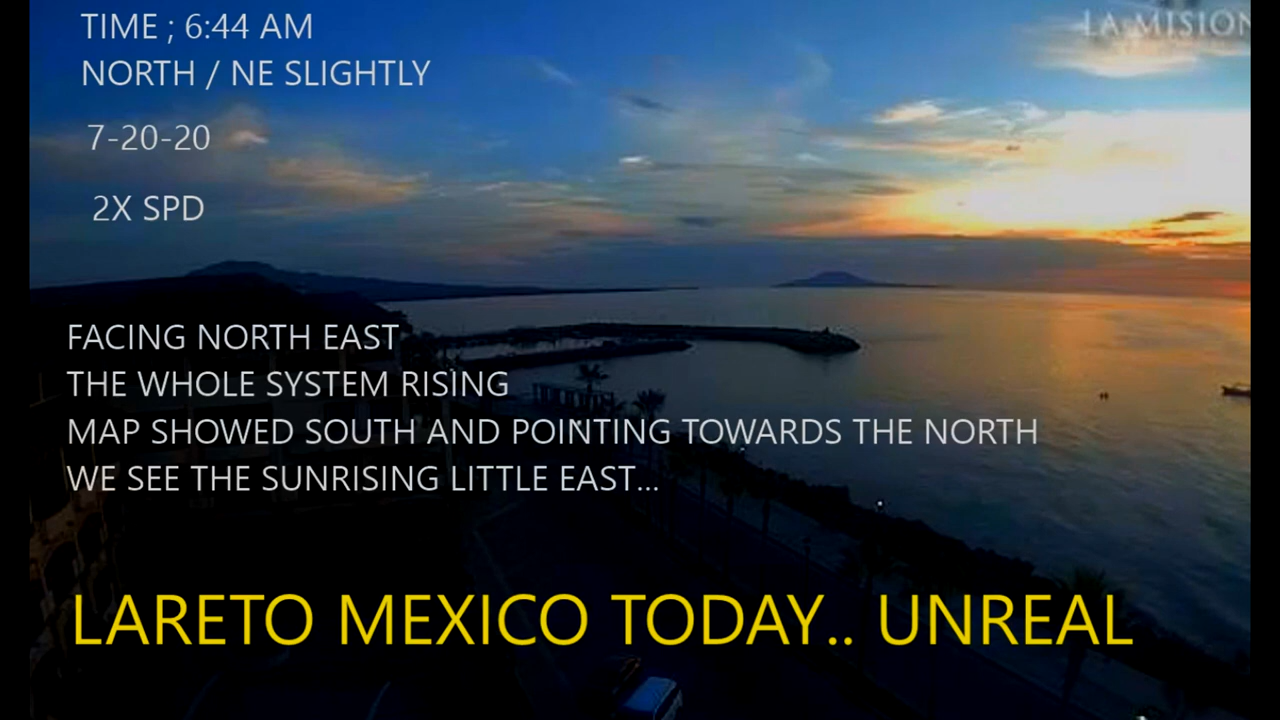 TIME ; 6:44 AM
LA MISION
NORTH / NE SLIGHTLY
7-20-20
2X SPD
FACING NORTH EAST
THE WHOLE SYSTEM RISING
MAP SHOWED SOUTH AND POINTING TOWARDS THE NORTH
WE SEE THE SUNRISING LITTLE EAST...
LARETO MEXICO TODAY.. UNREAL